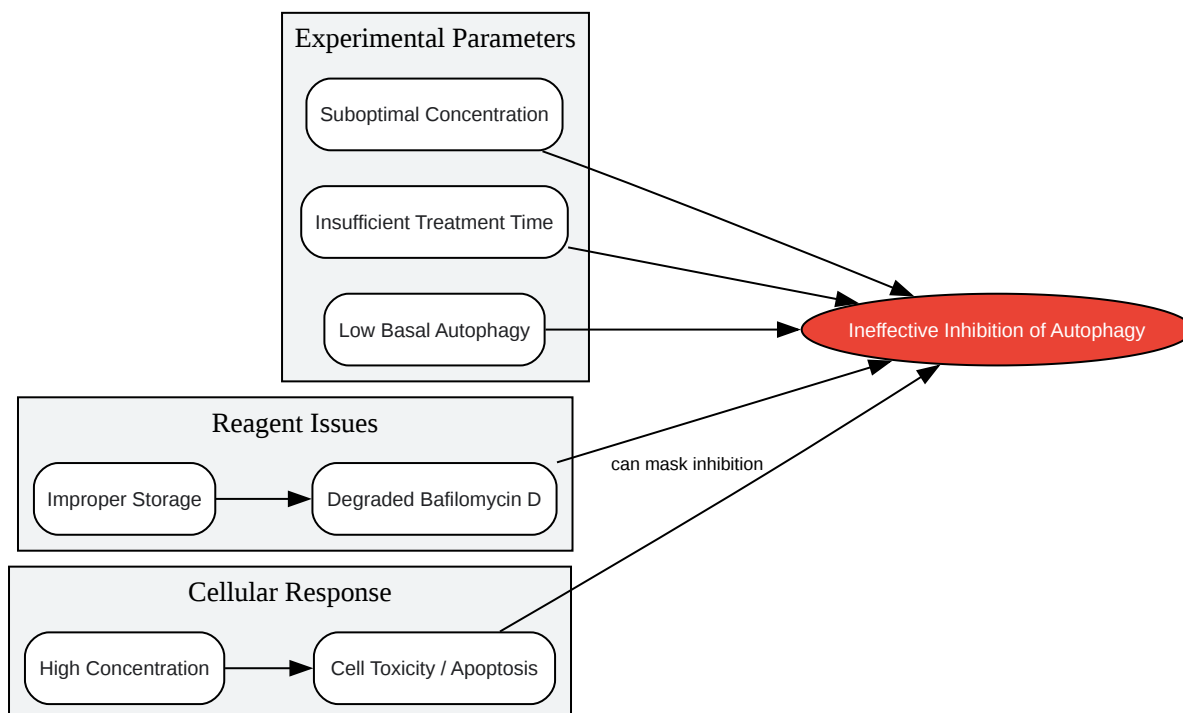 Experimental Parameters
Suboptimal Concentration
Insufficient Treatment Time
Low Basal Autophagy
Ineffective Inhibition of Autophagy
Reagent Issues
can mask inhibition
Improper Storage
Degraded Bafilomycin D
Cellular Response
High Concentration
Cell Toxicity / Apoptosis